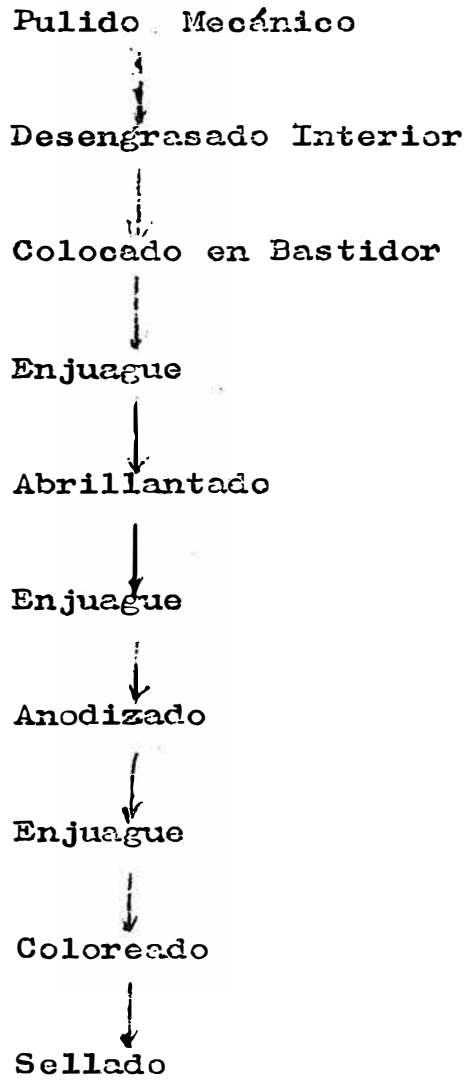 Pulido Mecánico
Desengrasado Interior
Colocado en Bastidor
Enjuague
Abrillantado
Enjuague
Anodizado
Enjuague
Coloreado
Sellado